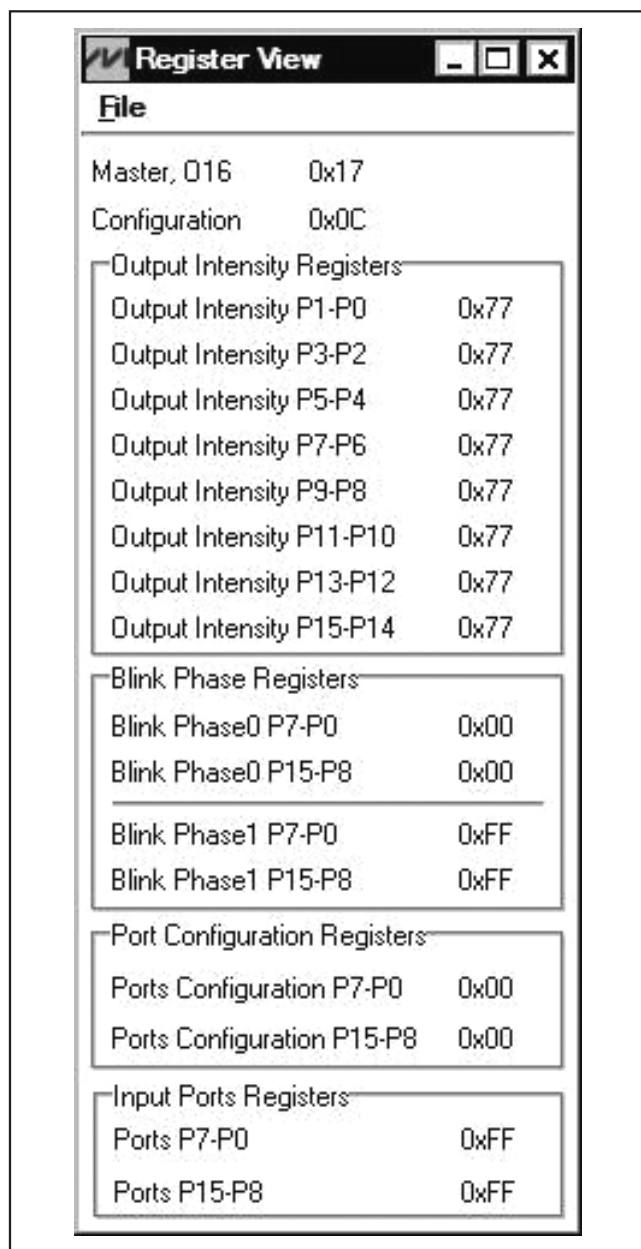 Register View
File
Master, O16 0x17
Configuration 0x0C
Output Intensity Registers
Output Intensity P1-P0 0x77
Output Intensity P3-P2 0x77
Output Intensity P5-P4 0x77
Output Intensity P7-P6 0x77
Output Intensity P9-P8 0x77
Output Intensity P11-P10 0x77
Output Intensity P13-P12 0x77
Output Intensity P15-P14 0x77
Blink Phase Registers
Blink Phase0 P7-P0 0x00
Blink Phase0 P15-P8 0x00
Blink Phase1 P7-P0 0xFF
Blink Phase1 P15-P8 0xFF
Port Configuration Registers
Ports Configuration P7-P0 0x00
Ports Configuration P15-P8 0x00
Input Ports Registers
Ports P7-P0 0xFF
Ports P15-P8 0xFF